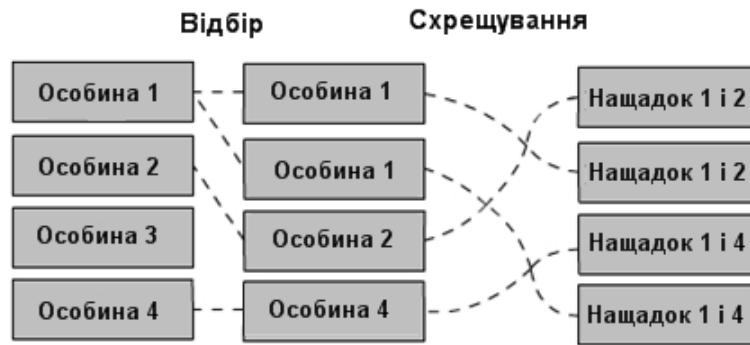 Відбір
Схрещування
Особина 1
Особина 2
Особина 3
Особина 4
Особина 1
Особина 1
Особина 2
Особина 4
Нащадок 1 і 2
Нащадок 1 і 2
Нащадок 1 і 4
Нащадок 1 і 4